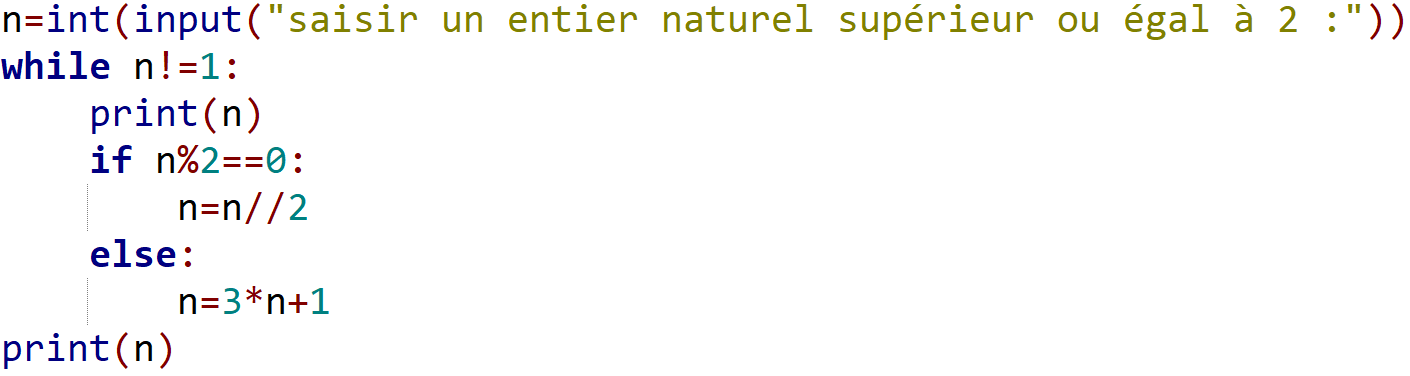 n=int(input("saisir un entier naturel supérieur ou égal à 2 :"))
while n!=1:
    print(n)
    if n%2==0:
        n=n//2
    else:
        n=3*n+1
print(n)